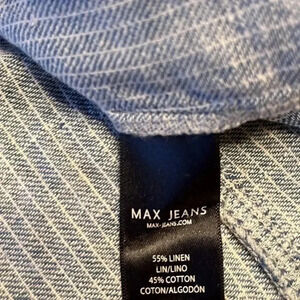 MAX JEANS
MAX-JEANS.COM
55% LINEN
LIN/LINO
45% COTTON
COTON/ALGODÓN